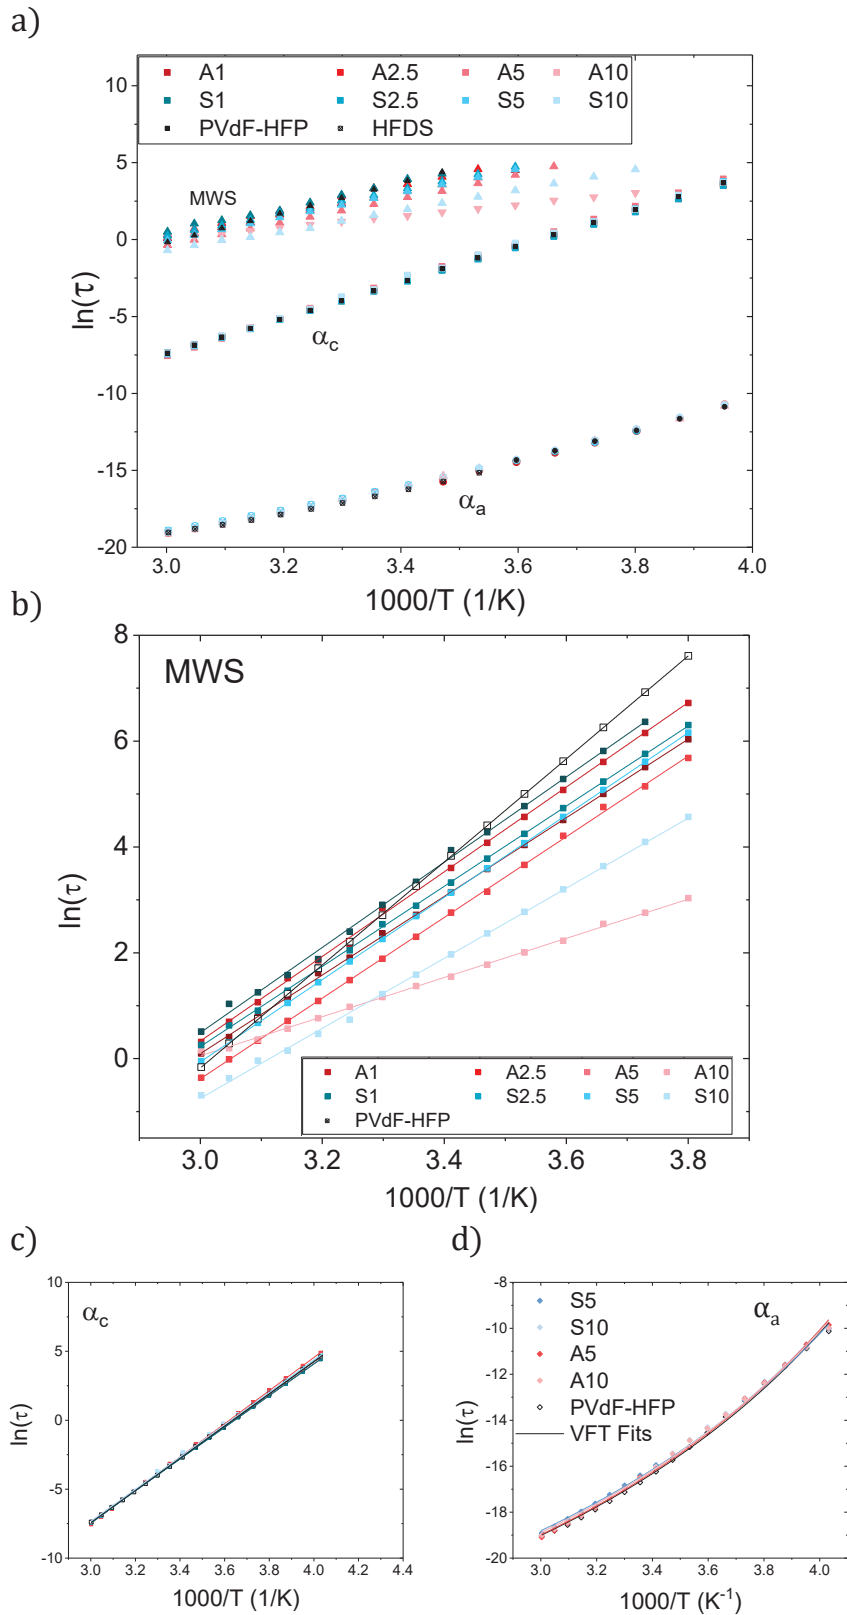 a)
A1 A2.5 A5 A10
S1 S2.5 S5 S10
PVdF-HFP HFDS
MWS
αc
αa
ln(τ)
10
5
0
-5
-10
-15
-20
3.0 3.2 3.4 3.6 3.8 4.0
1000/T (1/K)
b)
MWS
ln(τ)
8
6
4
2
0
A1 A2.5 A5 A10
S1 S2.5 S5 S10
PVdF-HFP
3.0 3.2 3.4 3.6 3.8
1000/T (1/K)
c)
αc
ln(τ)
10
5
0
-5
-10
3.0 3.2 3.4 3.6 3.8 4.0 4.2 4.4
1000/T (1/K)
d)
αa
S5
S10
A5
A10
PVdF-HFP
VFT Fits
ln(τ)
-8
-10
-12
-14
-16
-18
-20
3.0 3.2 3.4 3.6 3.8 4.0
1000/T (K⁻¹)